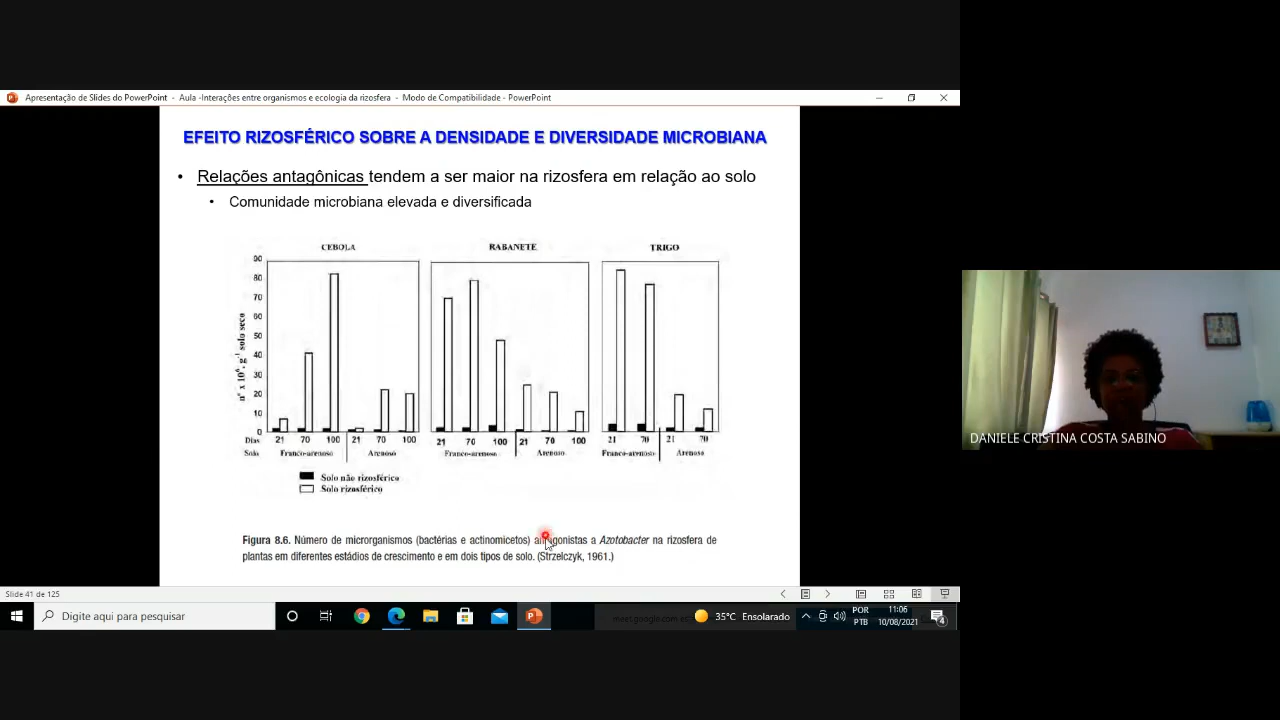 Apresentação de Slides do PowerPoint - Aula -Interações entre organismos e ecologia da rizosfera - Modo de Compatibilidade - PowerPoint
EFEITO RIZOSFÉRICO SOBRE A DENSIDADE E DIVERSIDADE MICROBIANA
• Relações antagônicas tendem a ser maior na rizosfera em relação ao solo
• Comunidade microbiana elevada e diversificada
CEBOLA RABANETE TRIGO
90
80
70
60
50
40
30
20
10
0
nº x 10⁶. g⁻¹ solo seco
Dias 21 70 100 21 70 100 21 70 100 21 70 100 21 70 21 70
Solo Franco-arenoso Arenoso Franco-arenoso Arenoso Franco-arenoso Arenoso
Solo não rizosférico
Solo rizosférico
Figura 8.6. Número de microrganismos (bactérias e actinomicetos) antagonistas a Azotobacter na rizosfera de
plantas em diferentes estádios de crescimento e em dois tipos de solo. (Strzelczyk, 1961.)
DANIELE CRISTINA COSTA SABINO
Slide 41 de 125
Digite aqui para pesquisar
35°C Ensolarado
POR
PTB
11:06
10/08/2021
4